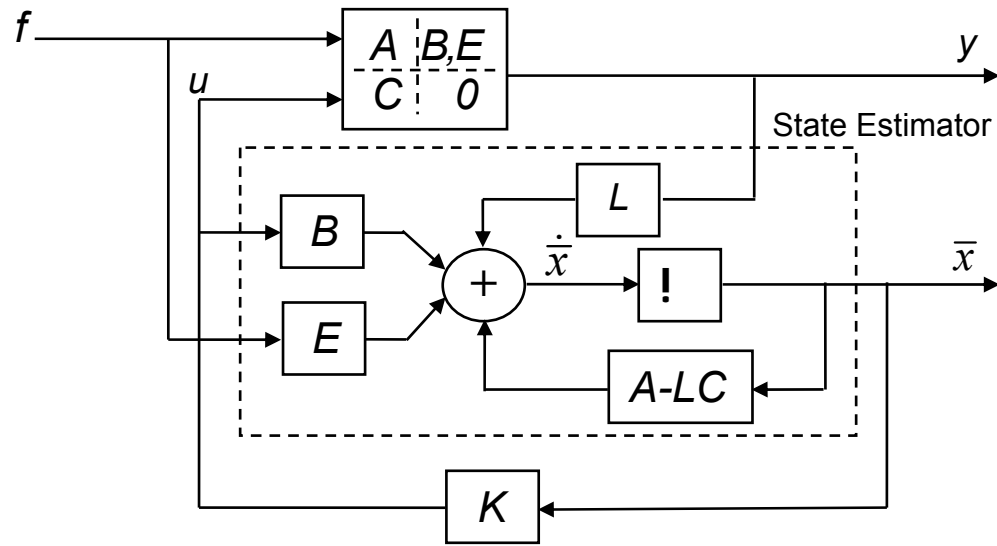 f
A B,E
y
u
C 0
State Estimator
L
B
ẋ̅
x̅
+
!
E
A-LC
K